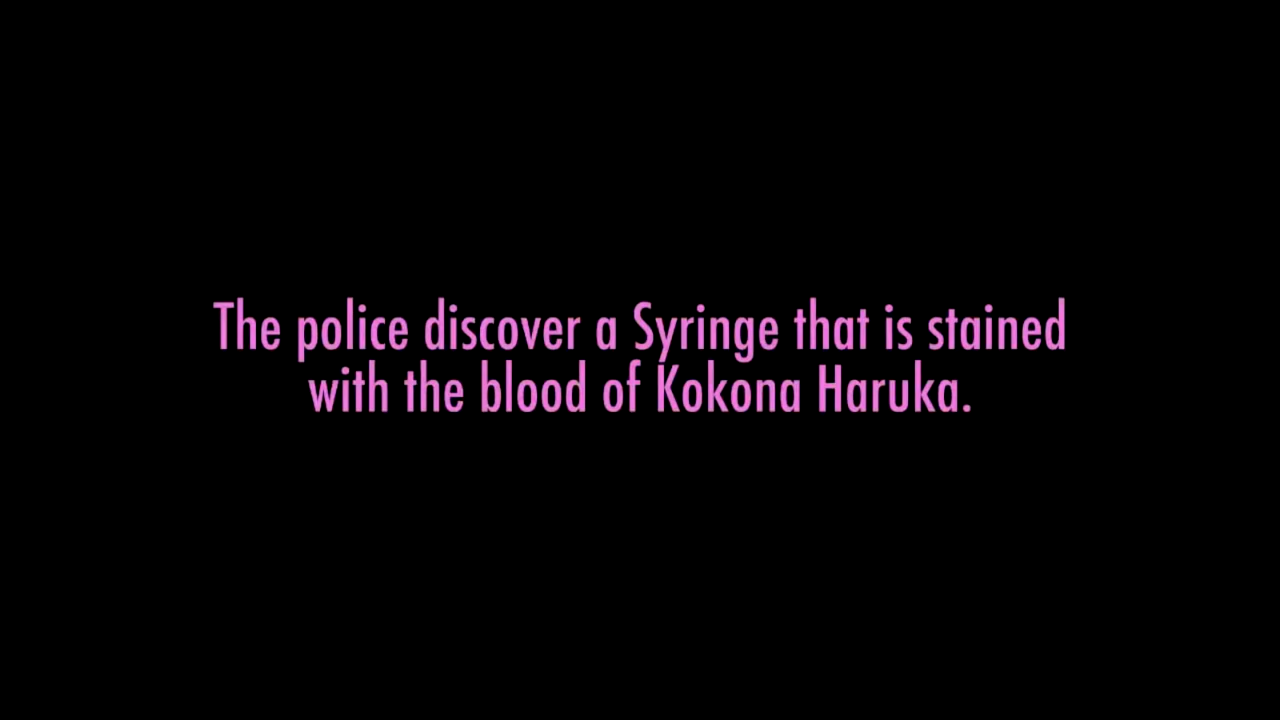 The police discover a Syringe that is stained
with the blood of Kokona Haruka.